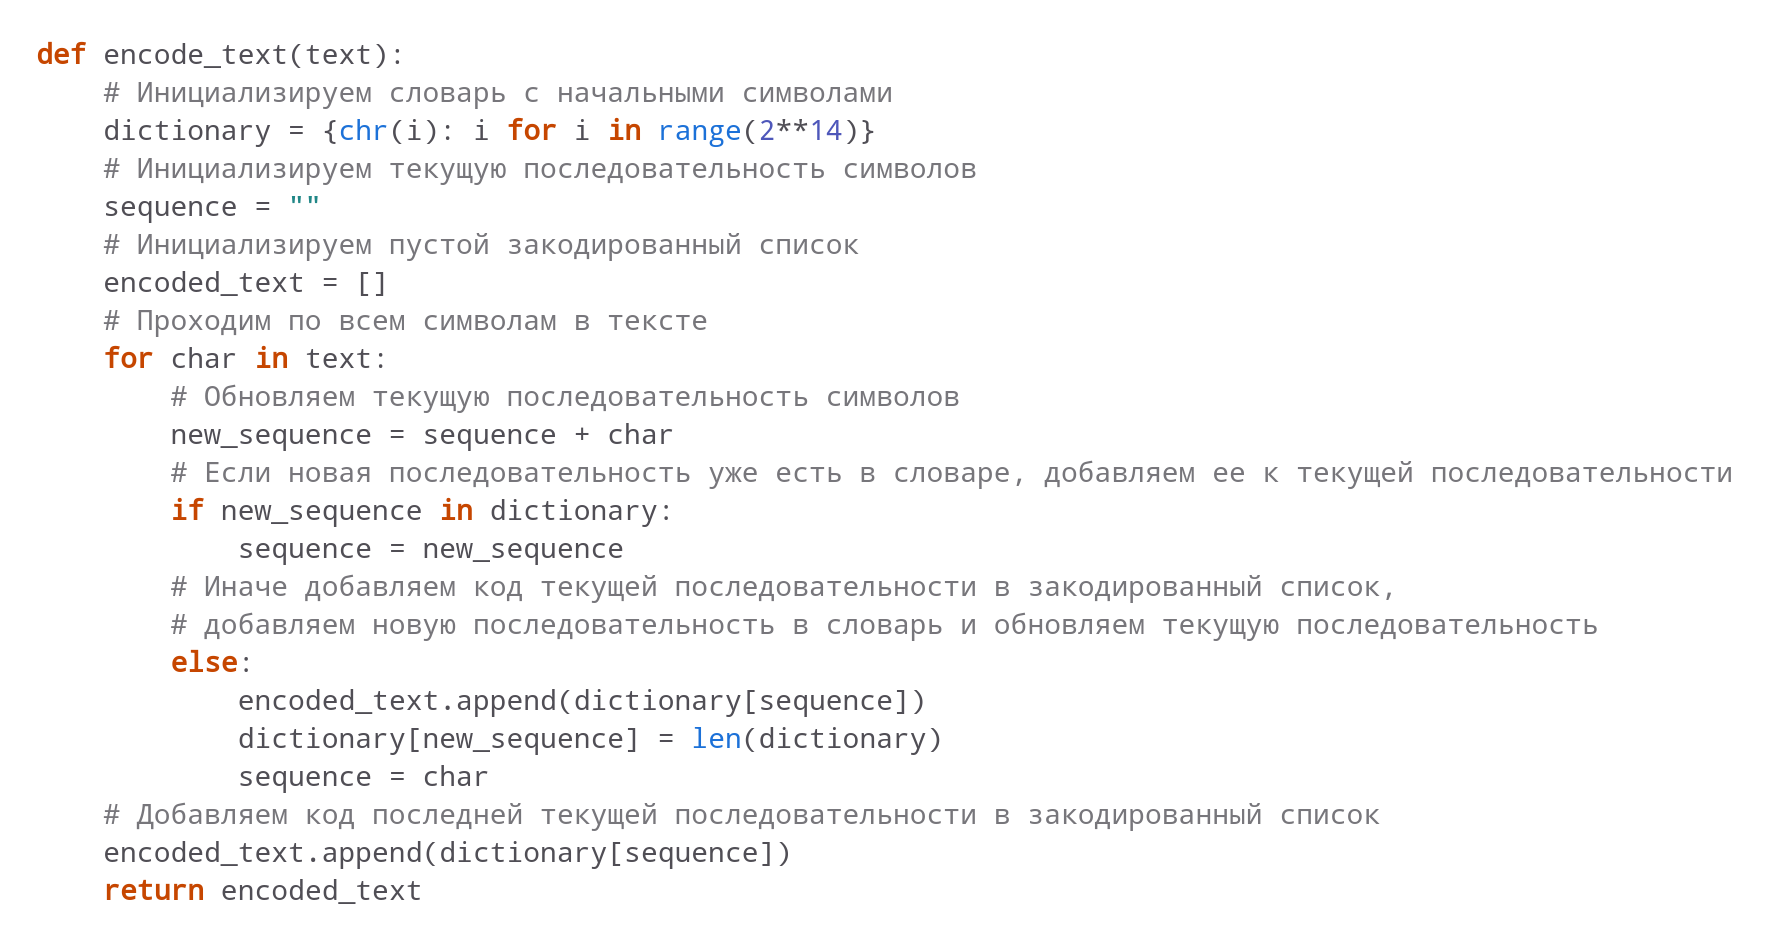 def encode_text(text):
    # Инициализируем словарь с начальными символами
    dictionary = {chr(i): i for i in range(2**14)}
    # Инициализируем текущую последовательность символов
    sequence = ""
    # Инициализируем пустой закодированный список
    encoded_text = []
    # Проходим по всем символам в тексте
    for char in text:
        # Обновляем текущую последовательность символов
        new_sequence = sequence + char
        # Если новая последовательность уже есть в словаре, добавляем ее к текущей последовательности
        if new_sequence in dictionary:
            sequence = new_sequence
        # Иначе добавляем код текущей последовательности в закодированный список,
        # добавляем новую последовательность в словарь и обновляем текущую последовательность
        else:
            encoded_text.append(dictionary[sequence])
            dictionary[new_sequence] = len(dictionary)
            sequence = char
    # Добавляем код последней текущей последовательности в закодированный список
    encoded_text.append(dictionary[sequence])
    return encoded_text